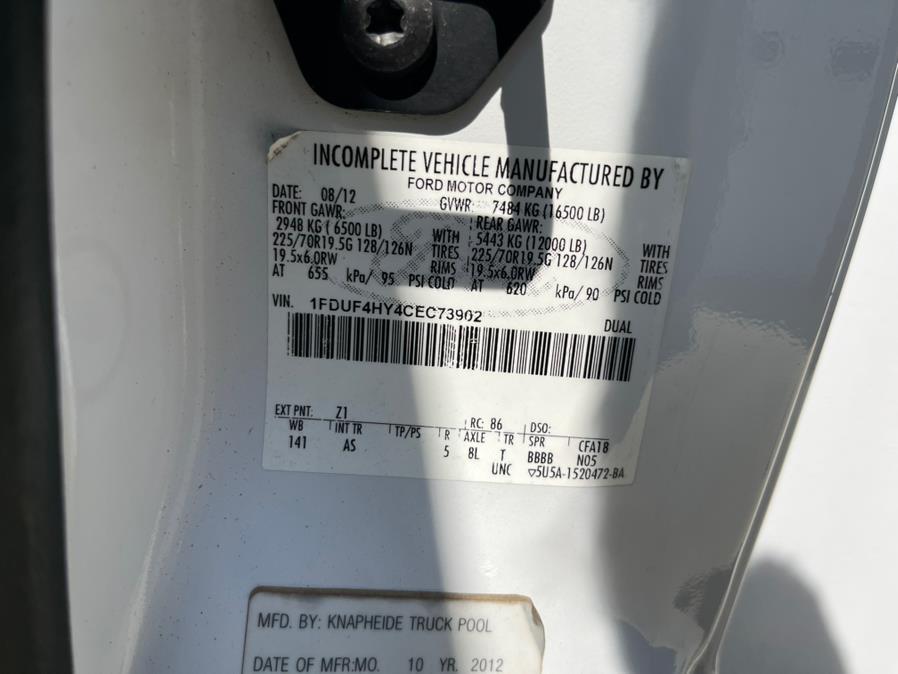 INCOMPLETE VEHICLE MANUFACTURED BY
FORD MOTOR COMPANY
DATE: 08/12 GVWR: 7484 KG (16500 LB)
FRONT GAWR: REAR GAWR:
2948 KG ( 6500 LB) WITH 5443 KG (12000 LB) WITH
225/70R19.5G 128/126N TIRES 225/70R19.5G 128/126N TIRES
19.5x6.0RW RIMS 19.5x6.0RW RIMS
AT 655 kPa/ 95 PSI COLD AT 620 kPa/ 90 PSI COLD
VIN. 1FDUF4HY4CEC73902 DUAL
EXT PNT: Z1 RC: 86 DSO:
WB INT TR TP/PS R AXLE TR SPR CFA18
141 AS 5 8L T BBBB N05
UNC ▽5U5A-1520472-BA
MFD. BY: KNAPHEIDE TRUCK POOL
DATE OF MFR:MO. 10 YR. 2012